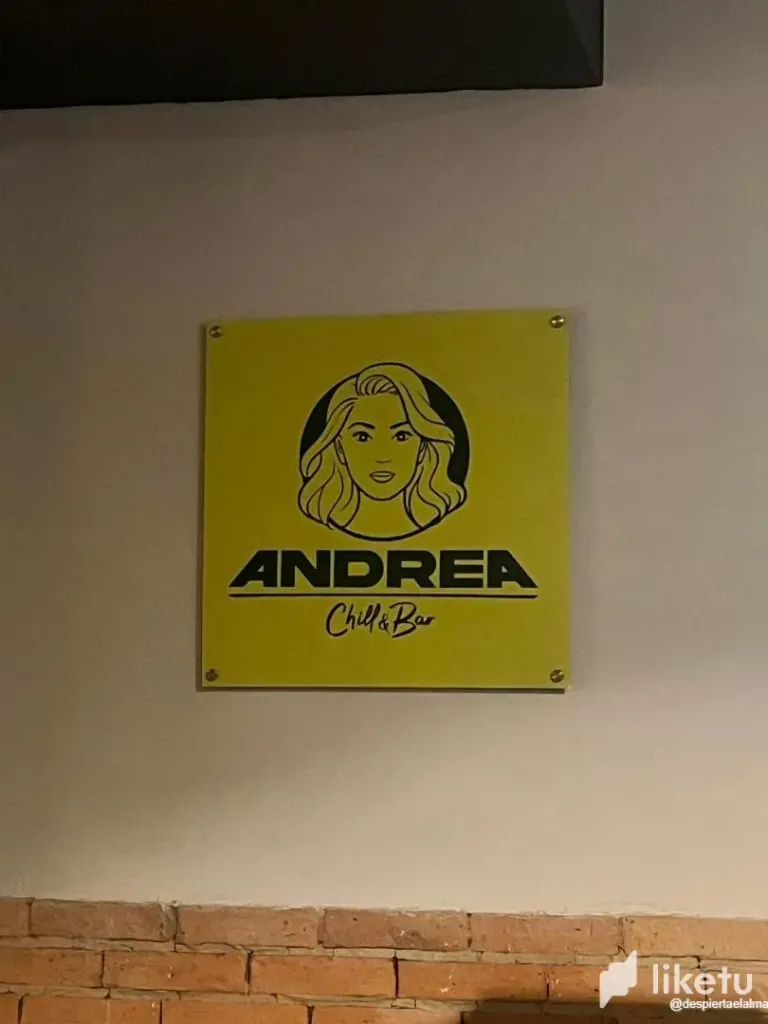 ANDREA
Chill & Bar
liketu
@despiertaelalma